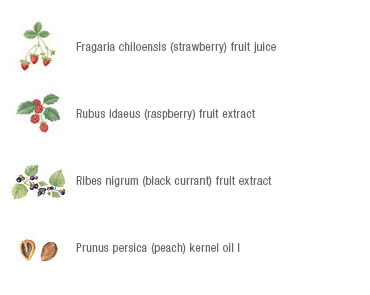 Fragaria chiloensis (strawberry) fruit juice
Rubus idaeus (raspberry) fruit extract
Ribes nigrum (black currant) fruit extract
Prunus persica (peach) kernel oil l